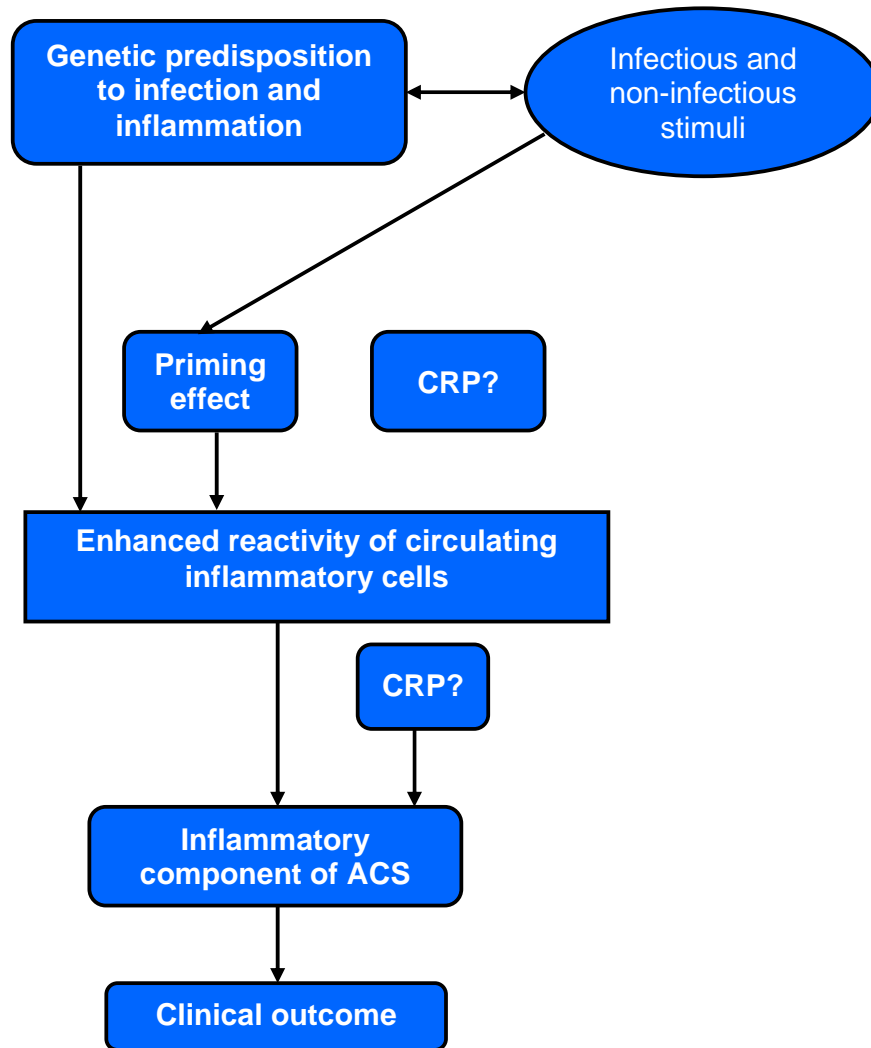 Genetic predisposition
to infection and
inflammation
Infectious and
non-infectious
stimuli
Priming
effect
CRP?
Enhanced reactivity of circulating
inflammatory cells
CRP?
Inflammatory
component of ACS
Clinical outcome